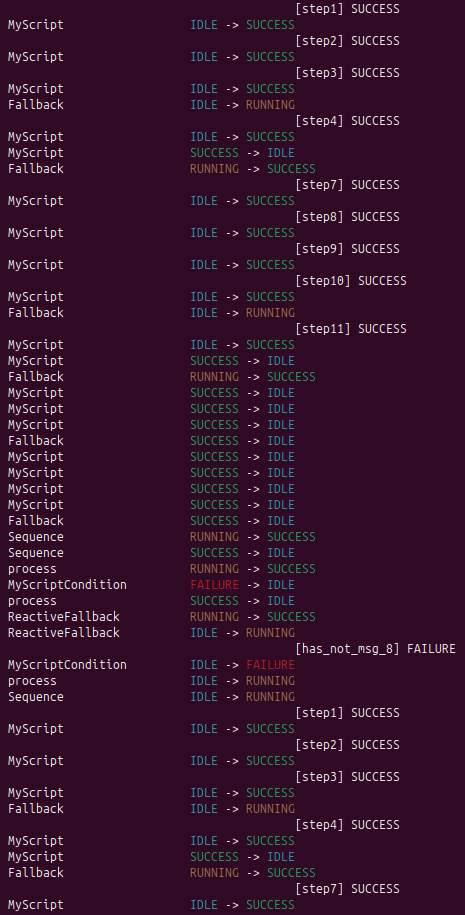 [step1] SUCCESS
MyScript IDLE -> SUCCESS
[step2] SUCCESS
MyScript IDLE -> SUCCESS
[step3] SUCCESS
MyScript IDLE -> SUCCESS
Fallback IDLE -> RUNNING
[step4] SUCCESS
MyScript IDLE -> SUCCESS
MyScript SUCCESS -> IDLE
Fallback RUNNING -> SUCCESS
[step7] SUCCESS
MyScript IDLE -> SUCCESS
[step8] SUCCESS
MyScript IDLE -> SUCCESS
[step9] SUCCESS
MyScript IDLE -> SUCCESS
[step10] SUCCESS
MyScript IDLE -> SUCCESS
Fallback IDLE -> RUNNING
[step11] SUCCESS
MyScript IDLE -> SUCCESS
MyScript SUCCESS -> IDLE
Fallback RUNNING -> SUCCESS
MyScript SUCCESS -> IDLE
MyScript SUCCESS -> IDLE
MyScript SUCCESS -> IDLE
Fallback SUCCESS -> IDLE
MyScript SUCCESS -> IDLE
MyScript SUCCESS -> IDLE
MyScript SUCCESS -> IDLE
MyScript SUCCESS -> IDLE
Fallback SUCCESS -> IDLE
Sequence RUNNING -> SUCCESS
Sequence SUCCESS -> IDLE
process RUNNING -> SUCCESS
MyScriptCondition FAILURE -> IDLE
process SUCCESS -> IDLE
ReactiveFallback RUNNING -> SUCCESS
ReactiveFallback IDLE -> RUNNING
[has_not_msg_8] FAILURE
MyScriptCondition IDLE -> FAILURE
process IDLE -> RUNNING
Sequence IDLE -> RUNNING
[step1] SUCCESS
MyScript IDLE -> SUCCESS
[step2] SUCCESS
MyScript IDLE -> SUCCESS
[step3] SUCCESS
MyScript IDLE -> SUCCESS
Fallback IDLE -> RUNNING
[step4] SUCCESS
MyScript IDLE -> SUCCESS
MyScript SUCCESS -> IDLE
Fallback RUNNING -> SUCCESS
[step7] SUCCESS
MyScript IDLE -> SUCCESS